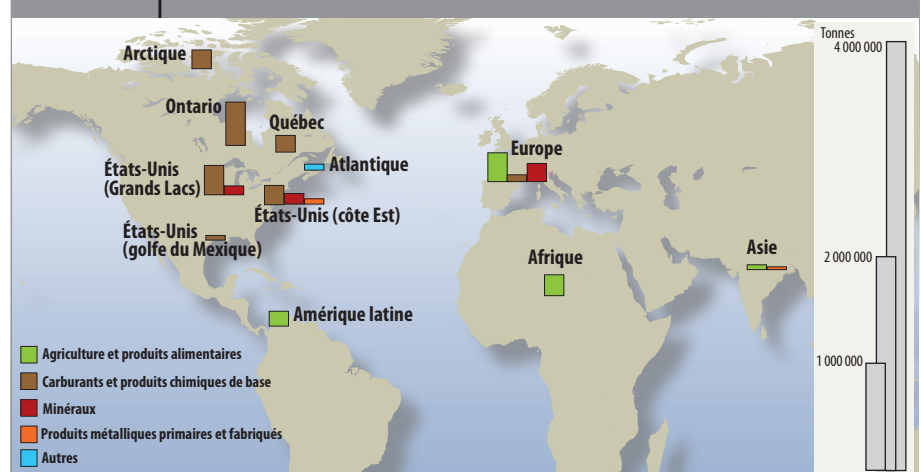 Tonnes
4 000 000
Arctique
Ontario
Québec
Europe
Atlantique
États-Unis
(Grands Lacs)
États-Unis (côte Est)
États-Unis
(golfe du Mexique)
Afrique
Asie
2 000 000
Amérique latine
Agriculture et produits alimentaires
1 000 000
Carburants et produits chimiques de base
Minéraux
Produits métalliques primaires et fabriqués
Autres